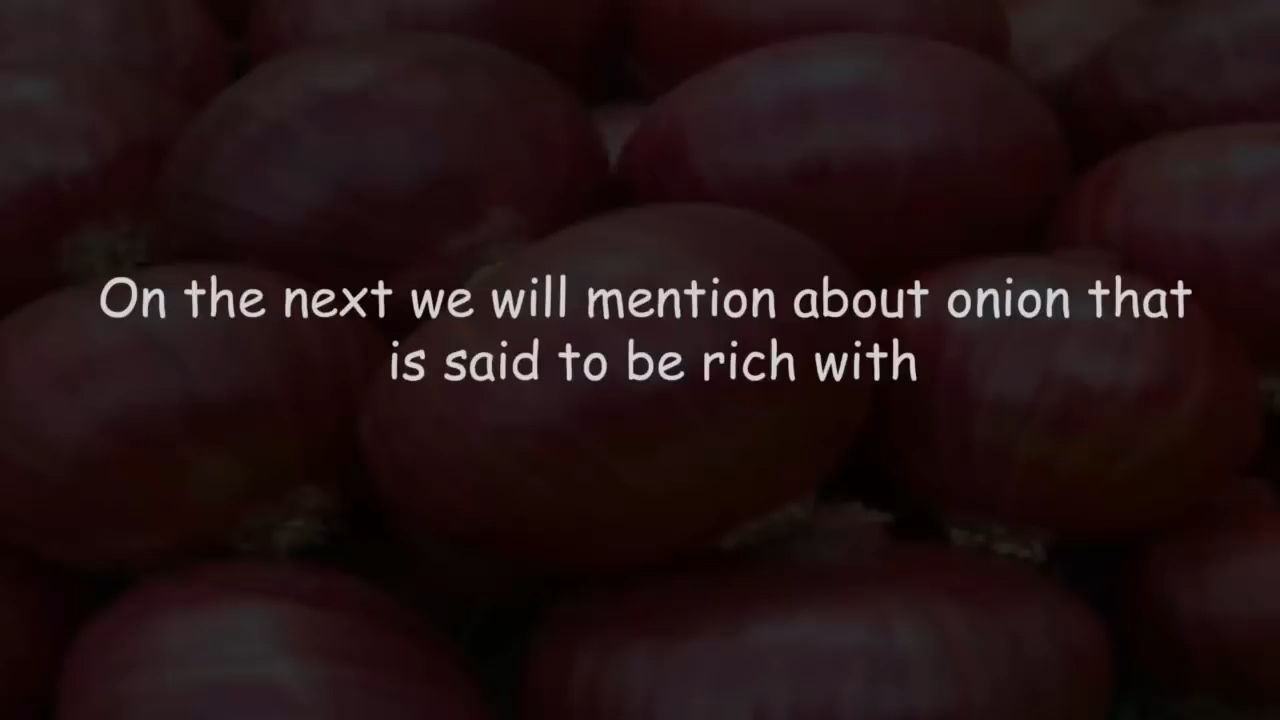 On the next we will mention about onion that
is said to be rich with